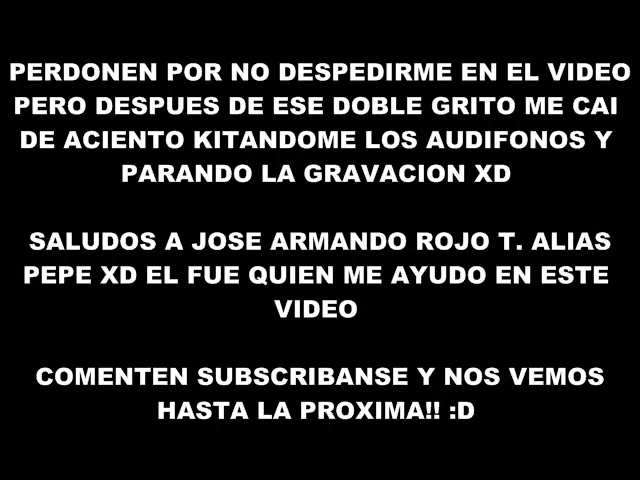 PERDONEN POR NO DESPEDIRME EN EL VIDEO
PERO DESPUES DE ESE DOBLE GRITO ME CAI
DE ACIENTO KITANDOME LOS AUDIFONOS Y
PARANDO LA GRAVACION XD
SALUDOS A JOSE ARMANDO ROJO T. ALIAS
PEPE XD EL FUE QUIEN ME AYUDO EN ESTE
VIDEO
COMENTEN SUBSCRIBANSE Y NOS VEMOS
HASTA LA PROXIMA!! :D